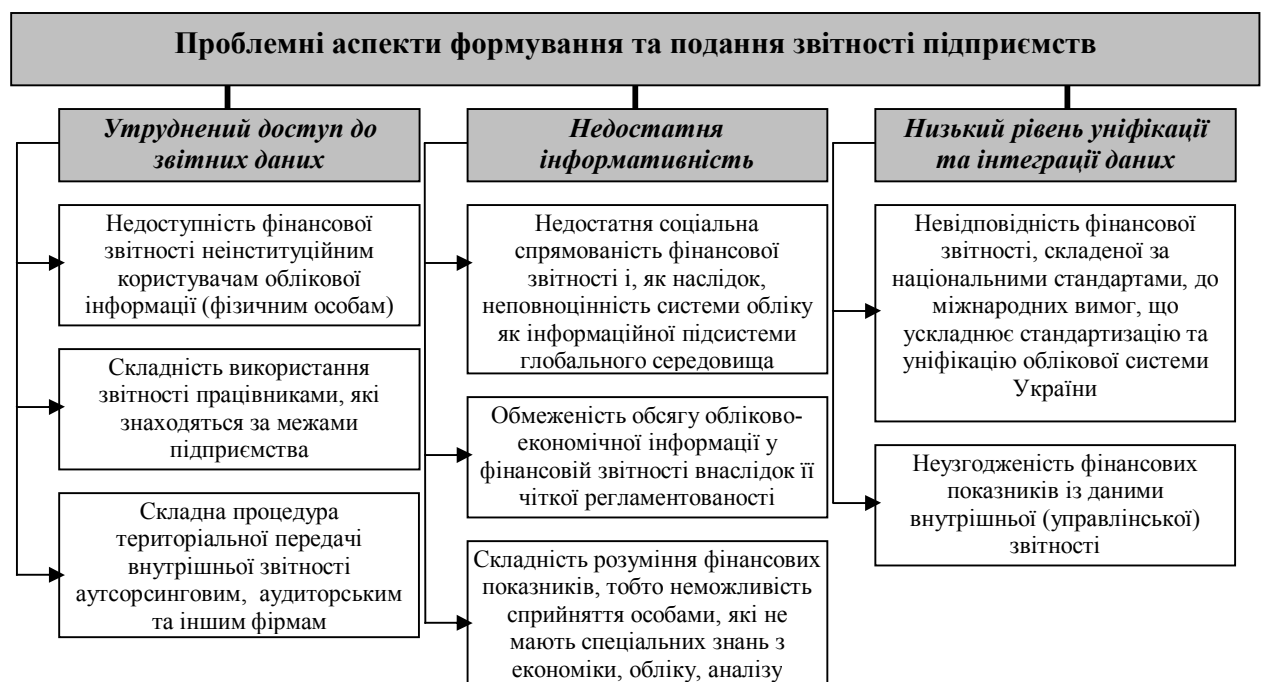 Проблемні аспекти формування та подання звітності підприємств
Утруднений доступ до
звітних даних
Недоступність фінансової
звітності неінституційним
користувачам облікової
інформації (фізичним особам)
Складність використання
звітності працівниками, які
знаходяться за межами
підприємства
Складна процедура
територіальної передачі
внутрішньої звітності
аутсорсинговим, аудиторським
та іншим фірмам
Недостатня
інформативність
Недостатня соціальна
спрямованість фінансової
звітності і, як наслідок,
неповноцінність системи обліку
як інформаційної підсистеми
глобального середовища
Обмеженість обсягу обліково-
економічної інформації у
фінансовій звітності внаслідок її
чіткої регламентованості
Складність розуміння фінансових
показників, тобто неможливість
сприйняття особами, які не
мають спеціальних знань з
економіки, обліку, аналізу
Низький рівень уніфікації
та інтеграції даних
Невідповідність фінансової
звітності, складеної за
національними стандартами, до
міжнародних вимог, що
ускладнює стандартизацію та
уніфікацію облікової системи
України
Неузгодженість фінансових
показників із даними
внутрішньої (управлінської)
звітності